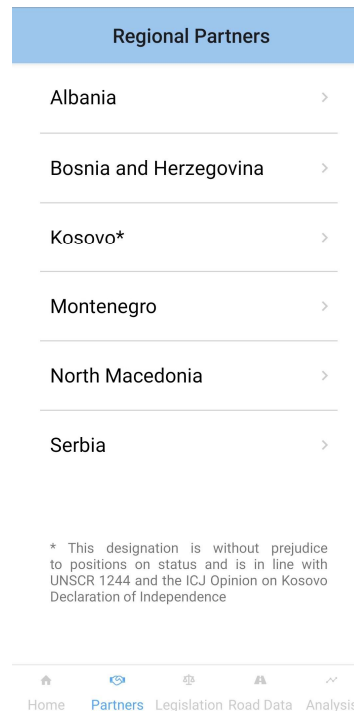 Regional Partners
Albania
Bosnia and Herzegovina
Kosovo*
Montenegro
North Macedonia
Serbia
* This designation is without prejudice
to positions on status and is in line with
UNSCR 1244 and the ICJ Opinion on Kosovo
Declaration of Independence
Home Partners Legislation Road Data Analysis